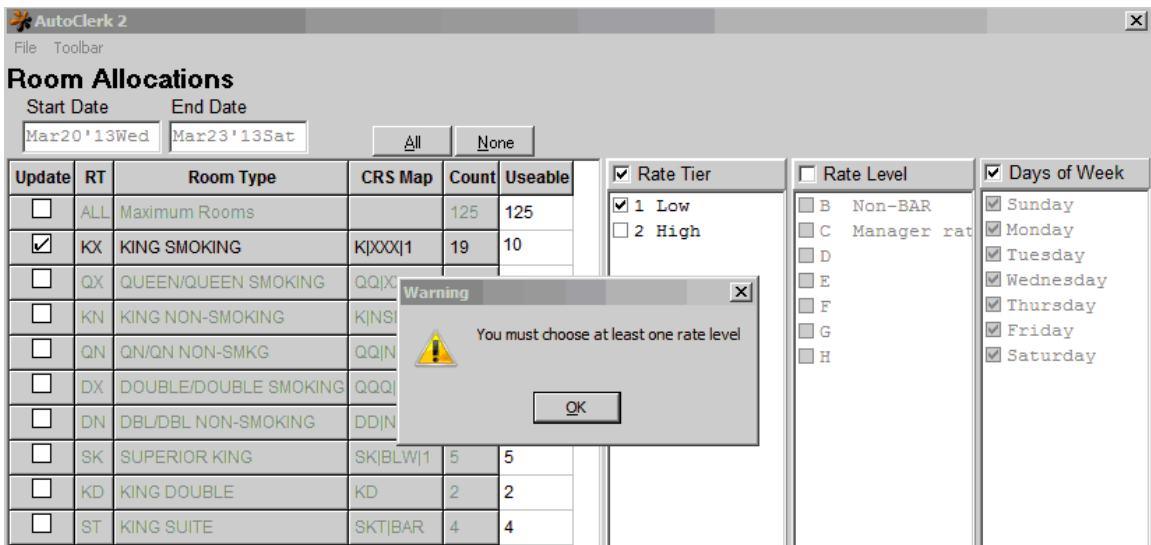 AutoClerk 2
File Toolbar
Room Allocations
Start Date End Date
Mar20'13Wed Mar23'13Sat All None
Update RT Room Type CRS Map Count Useable Rate Tier Rate Level Days of Week
ALL Maximum Rooms 125 125 1 Low B Non-BAR Sunday
KX KING SMOKING K|XXX|1 19 10 2 High C Manager rat Monday
D Tuesday
QX QUEEN/QUEEN SMOKING QQ|X Warning E Wednesday
KN KING NON-SMOKING K|NS You must choose at least one rate level F Thursday
G Friday
QN QN/QN NON-SMKG QQ|N H Saturday
DX DOUBLE/DOUBLE SMOKING QQQ|
DN DBL/DBL NON-SMOKING DD|N OK
SK SUPERIOR KING SK|BLW|1 5 5
KD KING DOUBLE KD 2 2
ST KING SUITE SKT|BAR 4 4